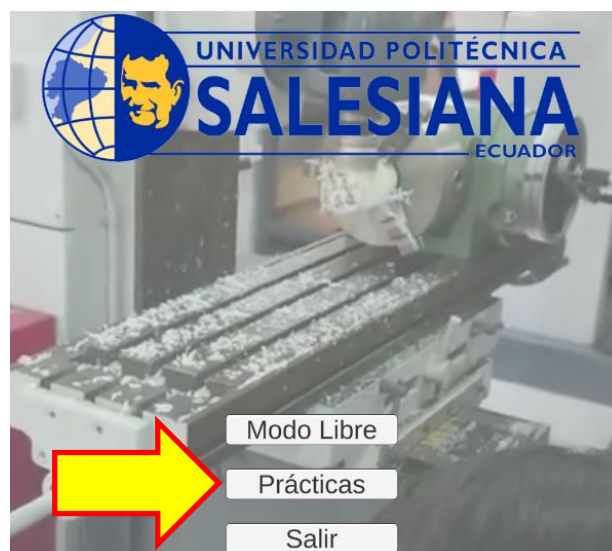 UNIVERSIDAD POLITÉCNICA
SALESIANA
ECUADOR
Modo Libre
Prácticas
Salir